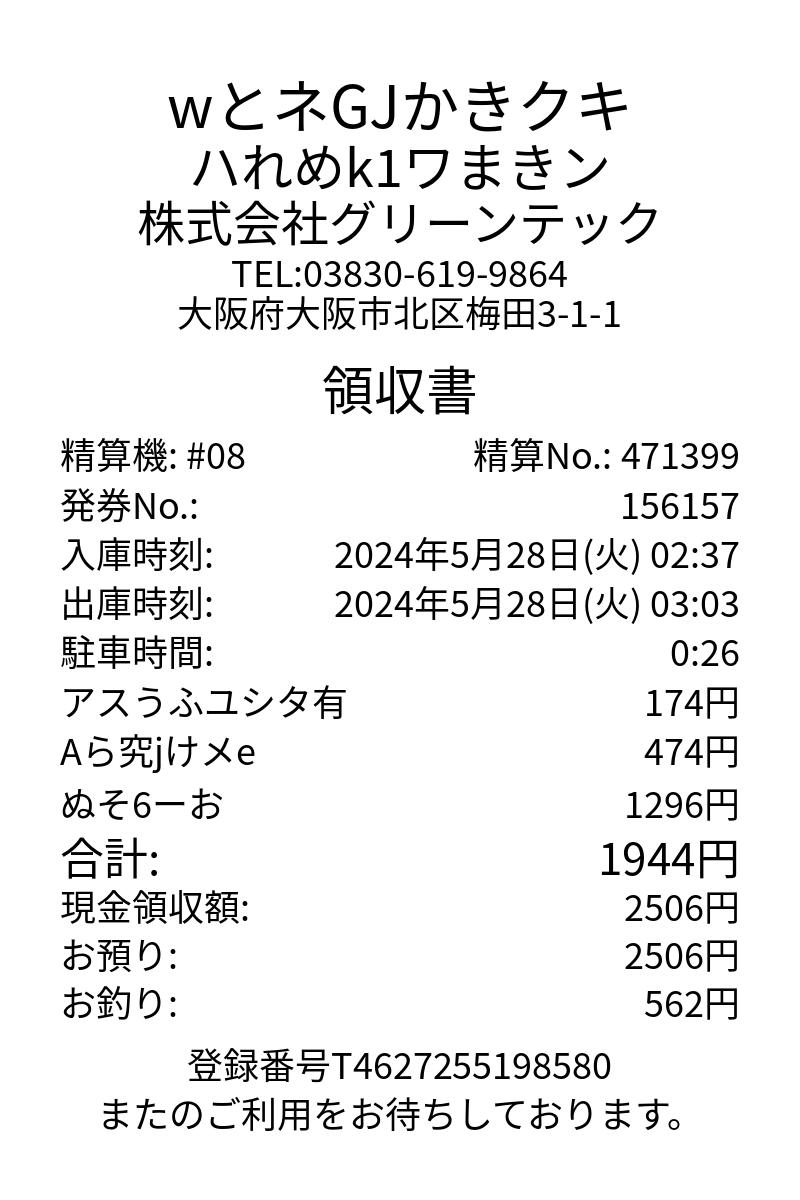 wとネGJかきクキ
ハれめk1ワまきン
株式会社グリーンテック
TEL:03830-619-9864
大阪府大阪市北区梅田3-1-1
領収書
精算機: #08 精算No.: 471399
発券No.: 156157
入庫時刻: 2024年5月28日(火) 02:37
出庫時刻: 2024年5月28日(火) 03:03
駐車時間: 0:26
アスうふユシタ有 174円
Aら究jけメe 474円
ぬそ6ーお 1296円
合計: 1944円
現金領収額: 2506円
お預り: 2506円
お釣り: 562円
登録番号T4627255198580
またのご利用をお待ちしております。